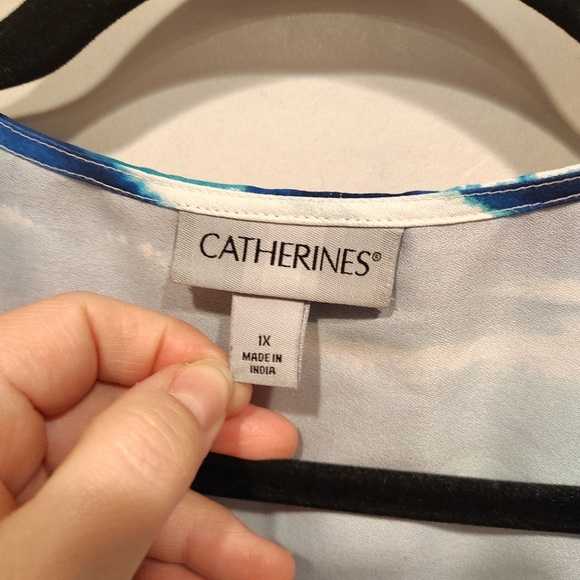 CATHERINES®
1X
MADE IN
INDIA